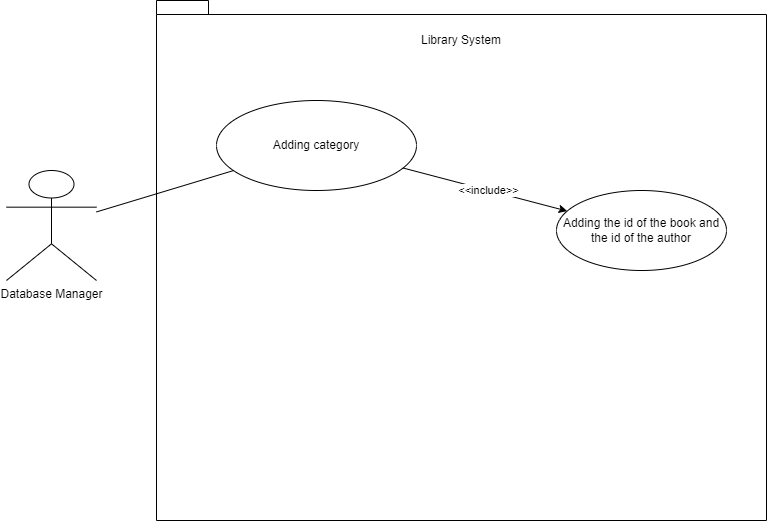 Library System
Adding category
<<include>>
Adding the id of the book and
the id of the author
Database Manager